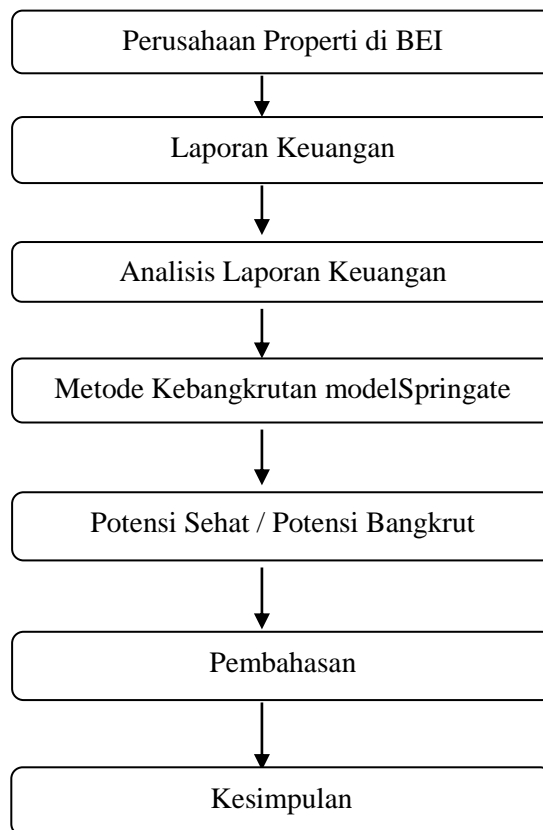 Perusahaan Properti di BEI
Laporan Keuangan
Analisis Laporan Keuangan
Metode Kebangkrutan modelSpringate
Potensi Sehat / Potensi Bangkrut
Pembahasan
Kesimpulan